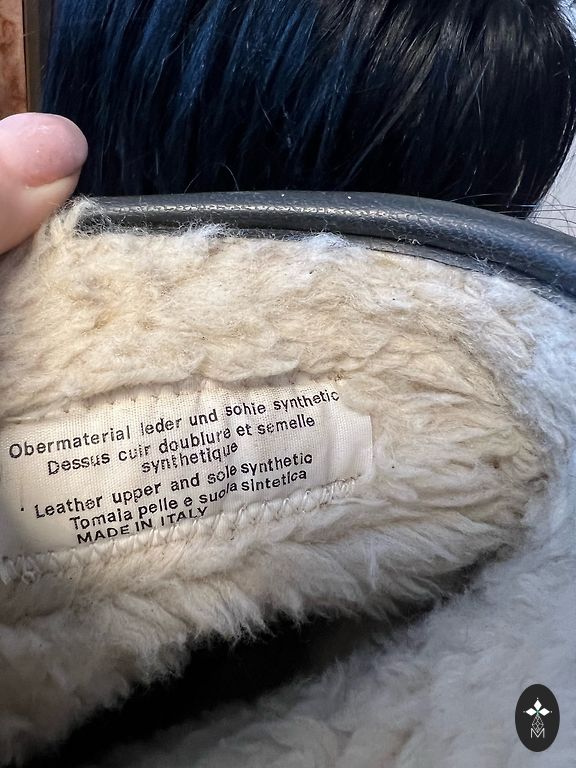 Obermaterial leder und sohie synthetic
Dessus cuir doublure et semelle
synthetique
Leather upper and sole synthetic
Tomaia pelle e suola sintetica
MADE IN ITALY
M